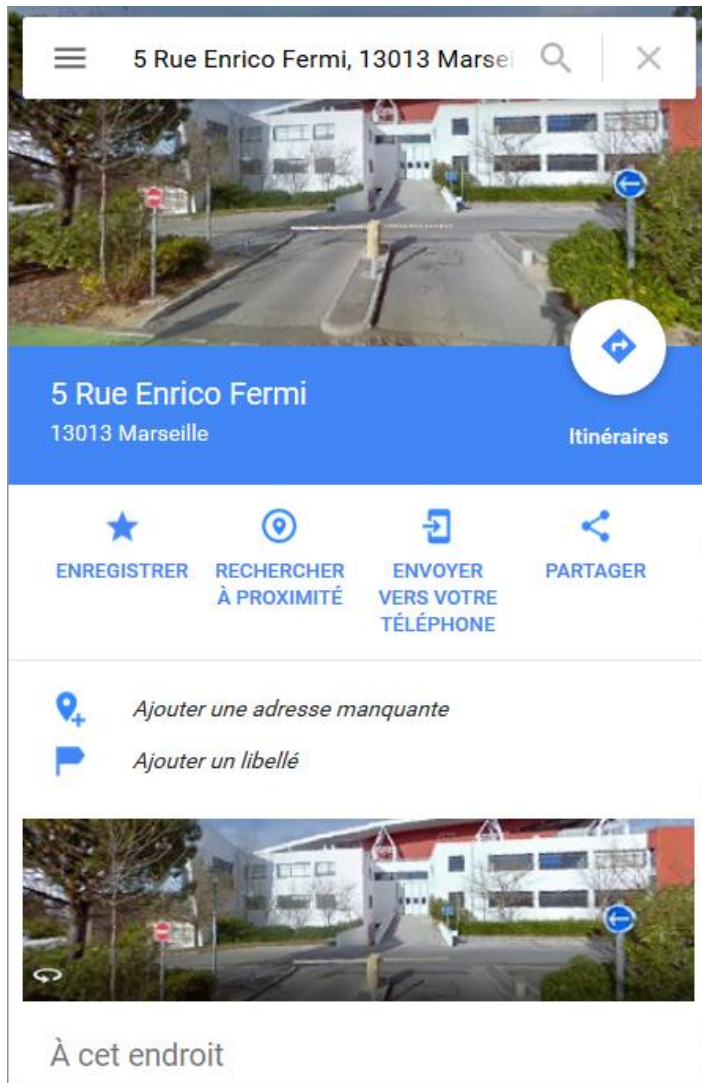 5 Rue Enrico Fermi, 13013 Marsei
5 Rue Enrico Fermi
13013 Marseille
Itinéraires
ENREGISTRER
RECHERCHER
À PROXIMITÉ
ENVOYER
VERS VOTRE
TÉLÉPHONE
PARTAGER
Ajouter une adresse manquante
Ajouter un libellé
À cet endroit